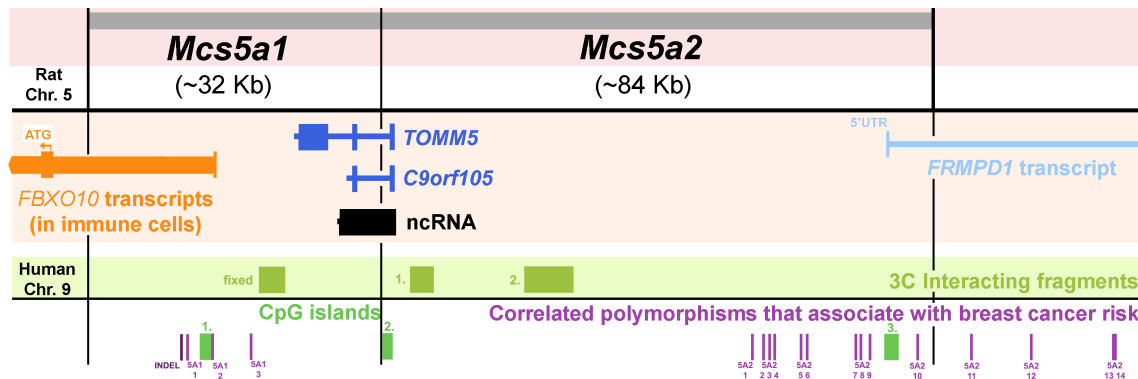 Mcs5a1 Mcs5a2
(~32 Kb) (~84 Kb)
Rat
Chr. 5
ATG
5'UTR
TOMM5
FRMPD1 transcript
C9orf105
FBXO10 transcripts
(in immune cells)
ncRNA
Human
Chr. 9
fixed 1. 2. 3C Interacting fragments
CpG islands Correlated polymorphisms that associate with breast cancer risk
1. 2. 3.
INDEL 5A1 5A1 5A1 5A2 5A2 5A2 5A2 5A2 5A2 5A2 5A2
1 2 3 1 2 3 4 5 6 7 8 9 10 11 12 13 14